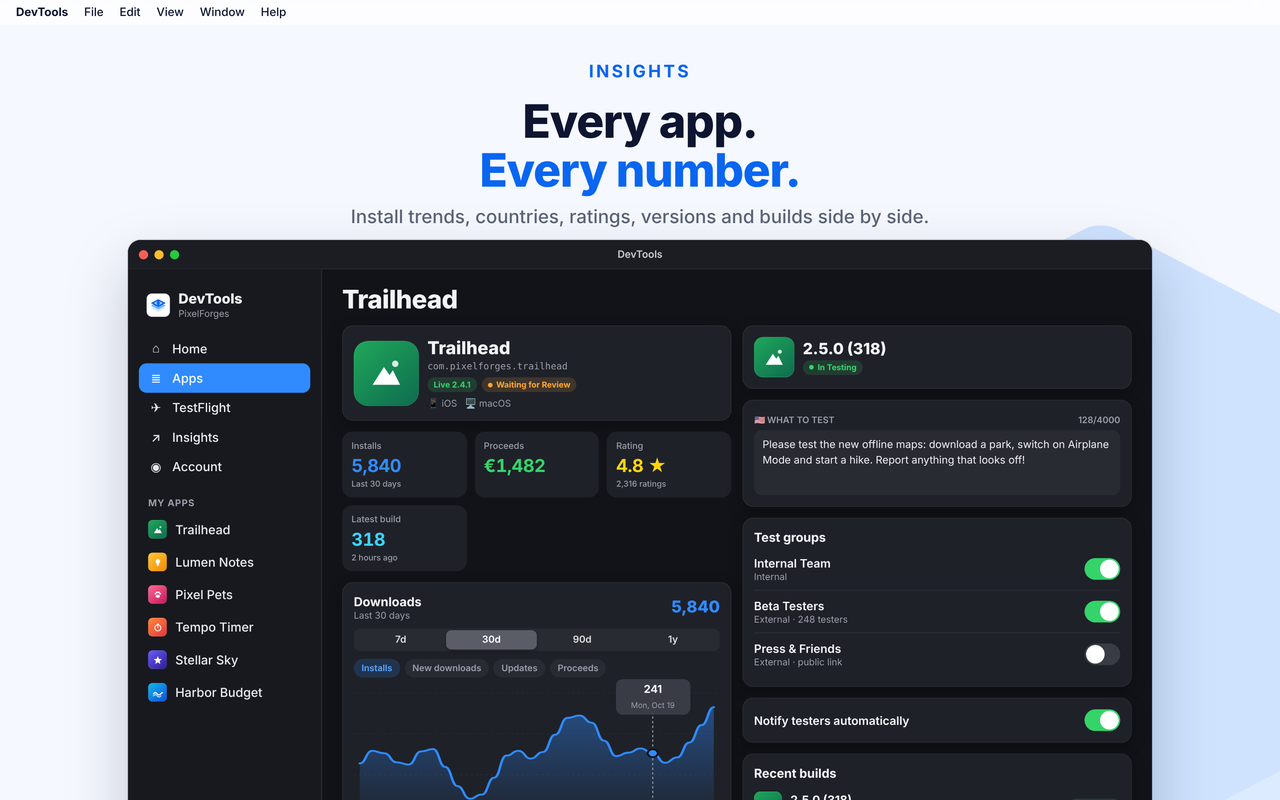 DevTools File Edit View Window Help
INSIGHTS
Every app.
Every number.
Install trends, countries, ratings, versions and builds side by side.
DevTools
DevTools
PixelForges
Home
Apps
TestFlight
Insights
Account
MY APPS
Trailhead
Lumen Notes
Pixel Pets
Tempo Timer
Stellar Sky
Harbor Budget
Trailhead
Trailhead
com.pixelforges.trailhead
Live 2.4.1 Waiting for Review
iOS macOS
Installs
5,840
Last 30 days
Proceeds
€1,482
Rating
4.8 ★
2,316 ratings
Latest build
318
2 hours ago
Downloads
Last 30 days
5,840
7d 30d 90d 1y
Installs New downloads Updates Proceeds
241
Mon, Oct 19
2.5.0 (318)
In Testing
WHAT TO TEST 128/4000
Please test the new offline maps: download a park, switch on Airplane
Mode and start a hike. Report anything that looks off!
Test groups
Internal Team
Internal
Beta Testers
External · 248 testers
Press & Friends
External · public link
Notify testers automatically
Recent builds
2.5.0 (318)